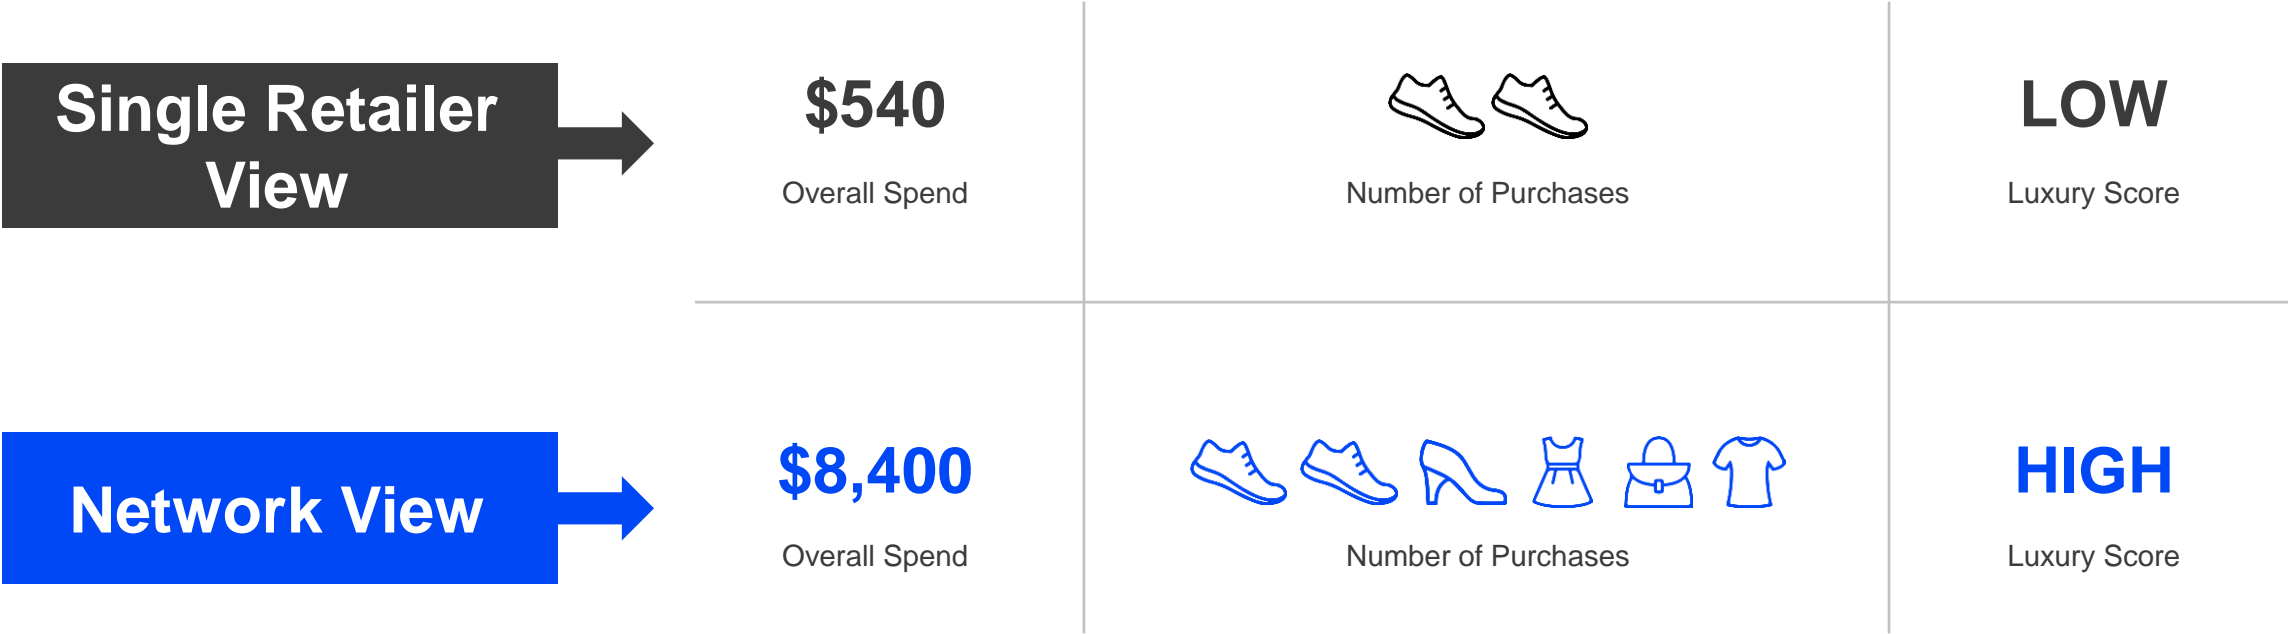 Single Retailer
View
$540
Overall Spend
Number of Purchases
LOW
Luxury Score
Network View
$8,400
Overall Spend
Number of Purchases
HIGH
Luxury Score